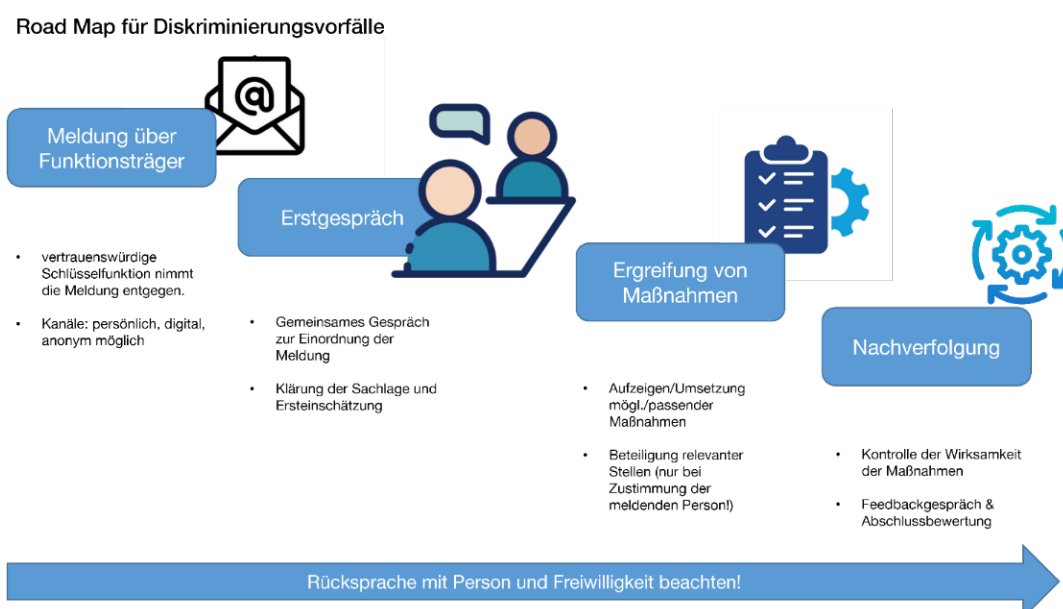 Road Map für Diskriminierungsvorfälle
@
Meldung über
Funktionsträger
• vertrauenswürdige
Schlüsselfunktion nimmt
die Meldung entgegen.
• Kanäle: persönlich, digital,
anonym möglich
Erstgespräch
• Gemeinsames Gespräch
zur Einordnung der
Meldung
• Klärung der Sachlage und
Ersteinschätzung
Ergreifung von
Maßnahmen
• Aufzeigen/Umsetzung
mögl./passender
Maßnahmen
• Beteiligung relevanter
Stellen (nur bei
Zustimmung der
meldenden Person!)
Nachverfolgung
• Kontrolle der Wirksamkeit
der Maßnahmen
• Feedbackgespräch &
Abschlussbewertung
Rücksprache mit Person und Freiwilligkeit beachten!